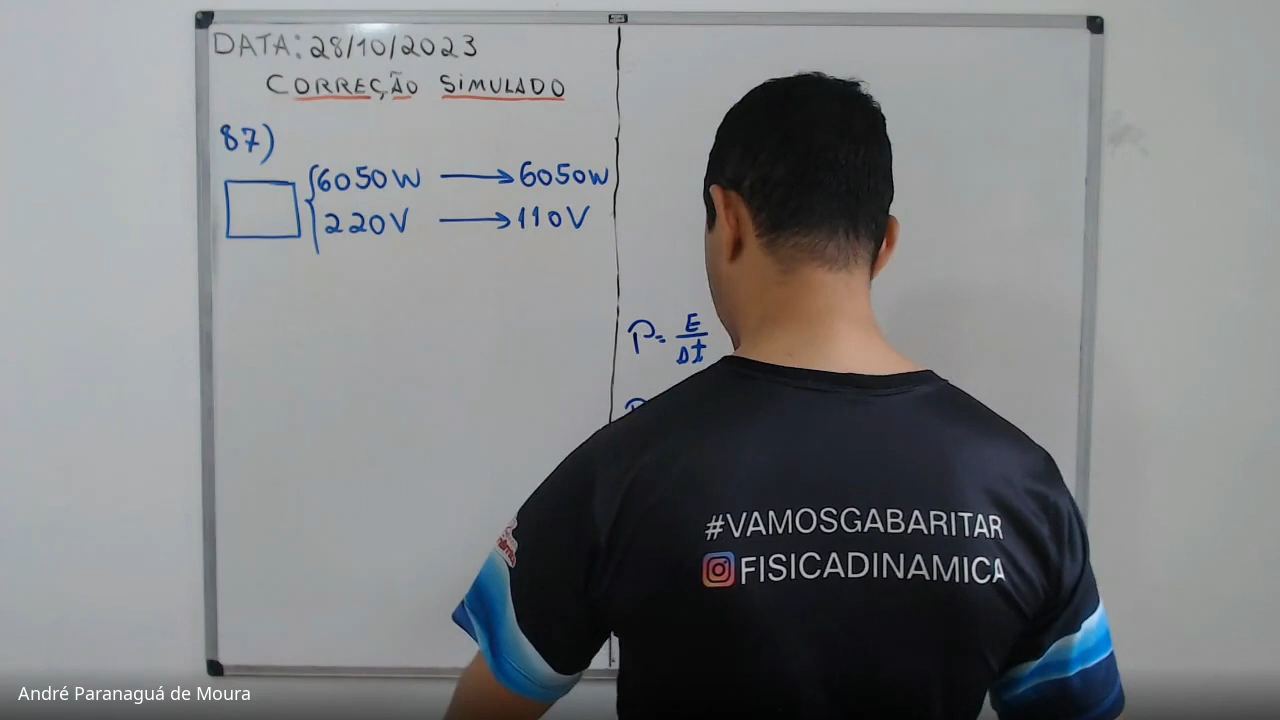 DATA: 28/10/2023
CORREÇÃO SIMULADO
87)
6050W → 6050W
220V → 110V
P = E/Δt
#VAMOSGABARITAR
FISICADINAMICA
André Paranaguá de Moura